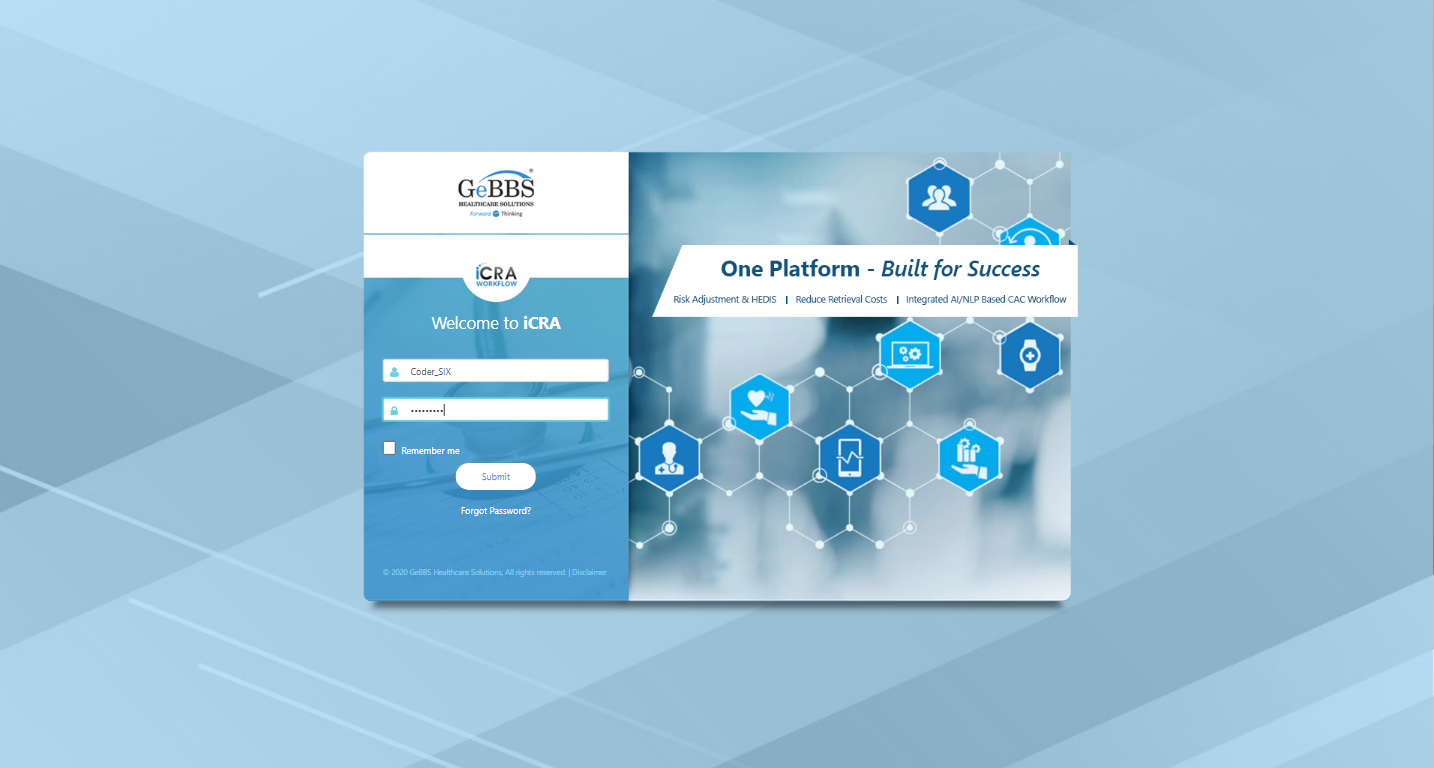 GeBBS®
HEALTHCARE SOLUTIONS
Forward Thinking
iCRA
WORKFLOW
Welcome to iCRA
Coder_SIX
•••••••••
Remember me
Submit
Forgot Password?
© 2020 GeBBS Healthcare Solutions, All rights reserved. | Disclaimer
One Platform - Built for Success
Risk Adjustment & HEDIS | Reduce Retrieval Costs | Integrated AI/NLP Based CAC Workflow